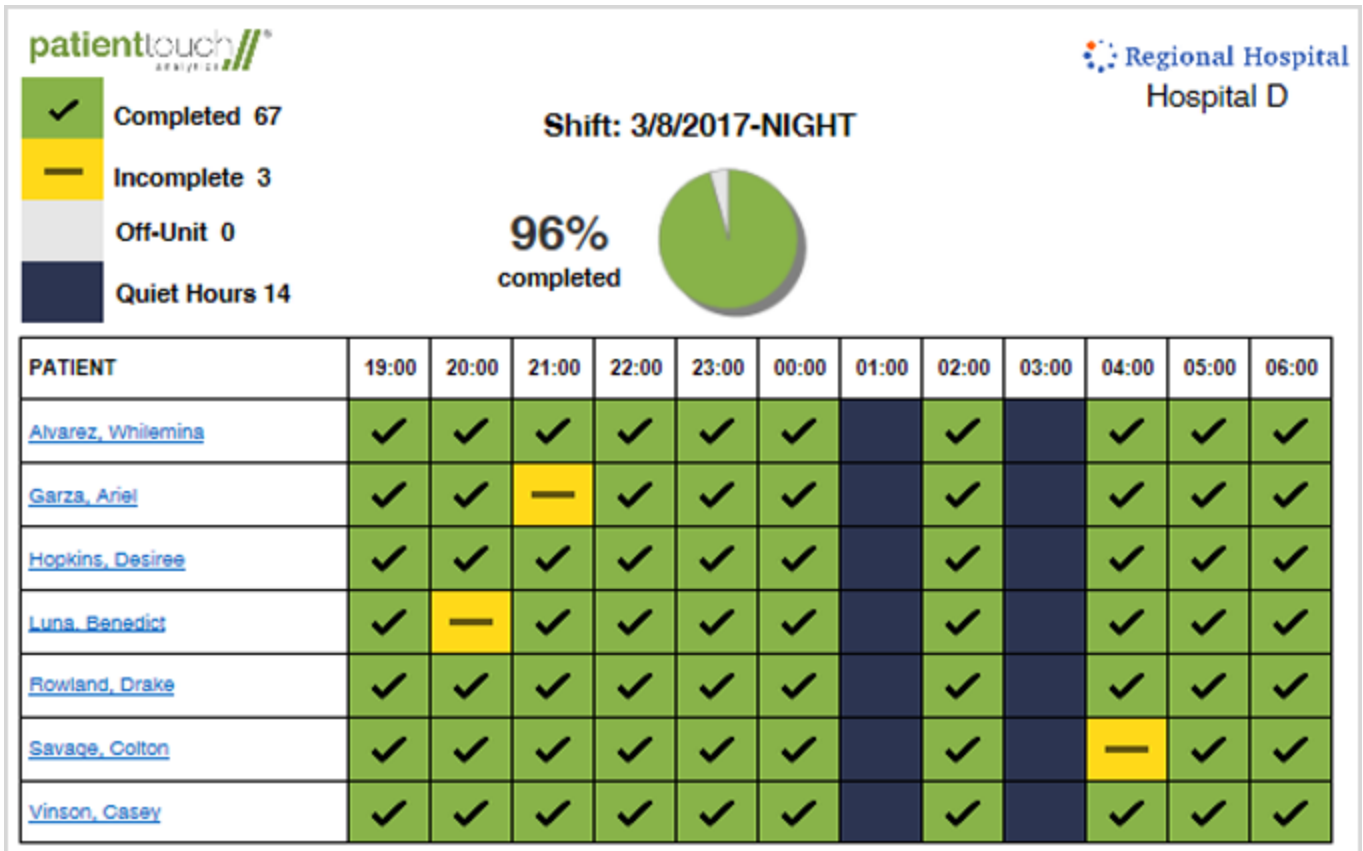 patienttouch®
analytics
Regional Hospital
Hospital D
Completed 67
Incomplete 3
Off-Unit 0
Quiet Hours 14
Shift: 3/8/2017-NIGHT
96%
completed
PATIENT 19:00 20:00 21:00 22:00 23:00 00:00 01:00 02:00 03:00 04:00 05:00 06:00
Alvarez, Whilemina
Garza, Ariel
Hopkins, Desiree
Luna, Benedict
Rowland, Drake
Savage, Colton
Vinson, Casey